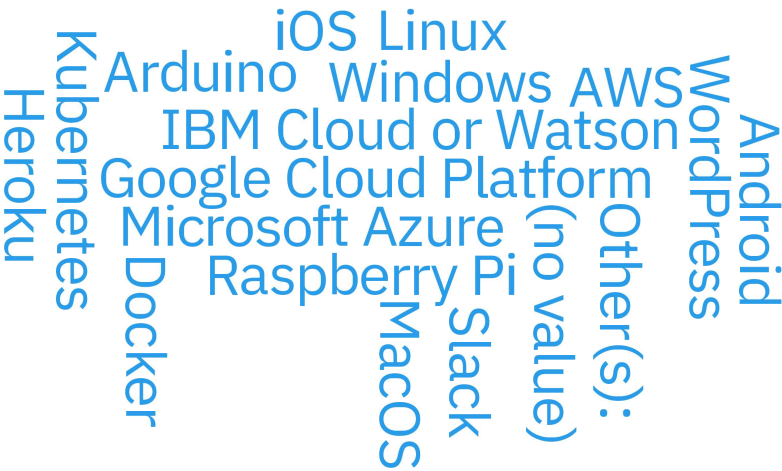 iOS
Linux
Arduino
Windows
AWS
IBM Cloud or Watson
Google Cloud Platform
Microsoft Azure
Raspberry Pi
Heroku
Kubernetes
Docker
MacOS
Slack
(no value)
Other(s):
WordPress
Android